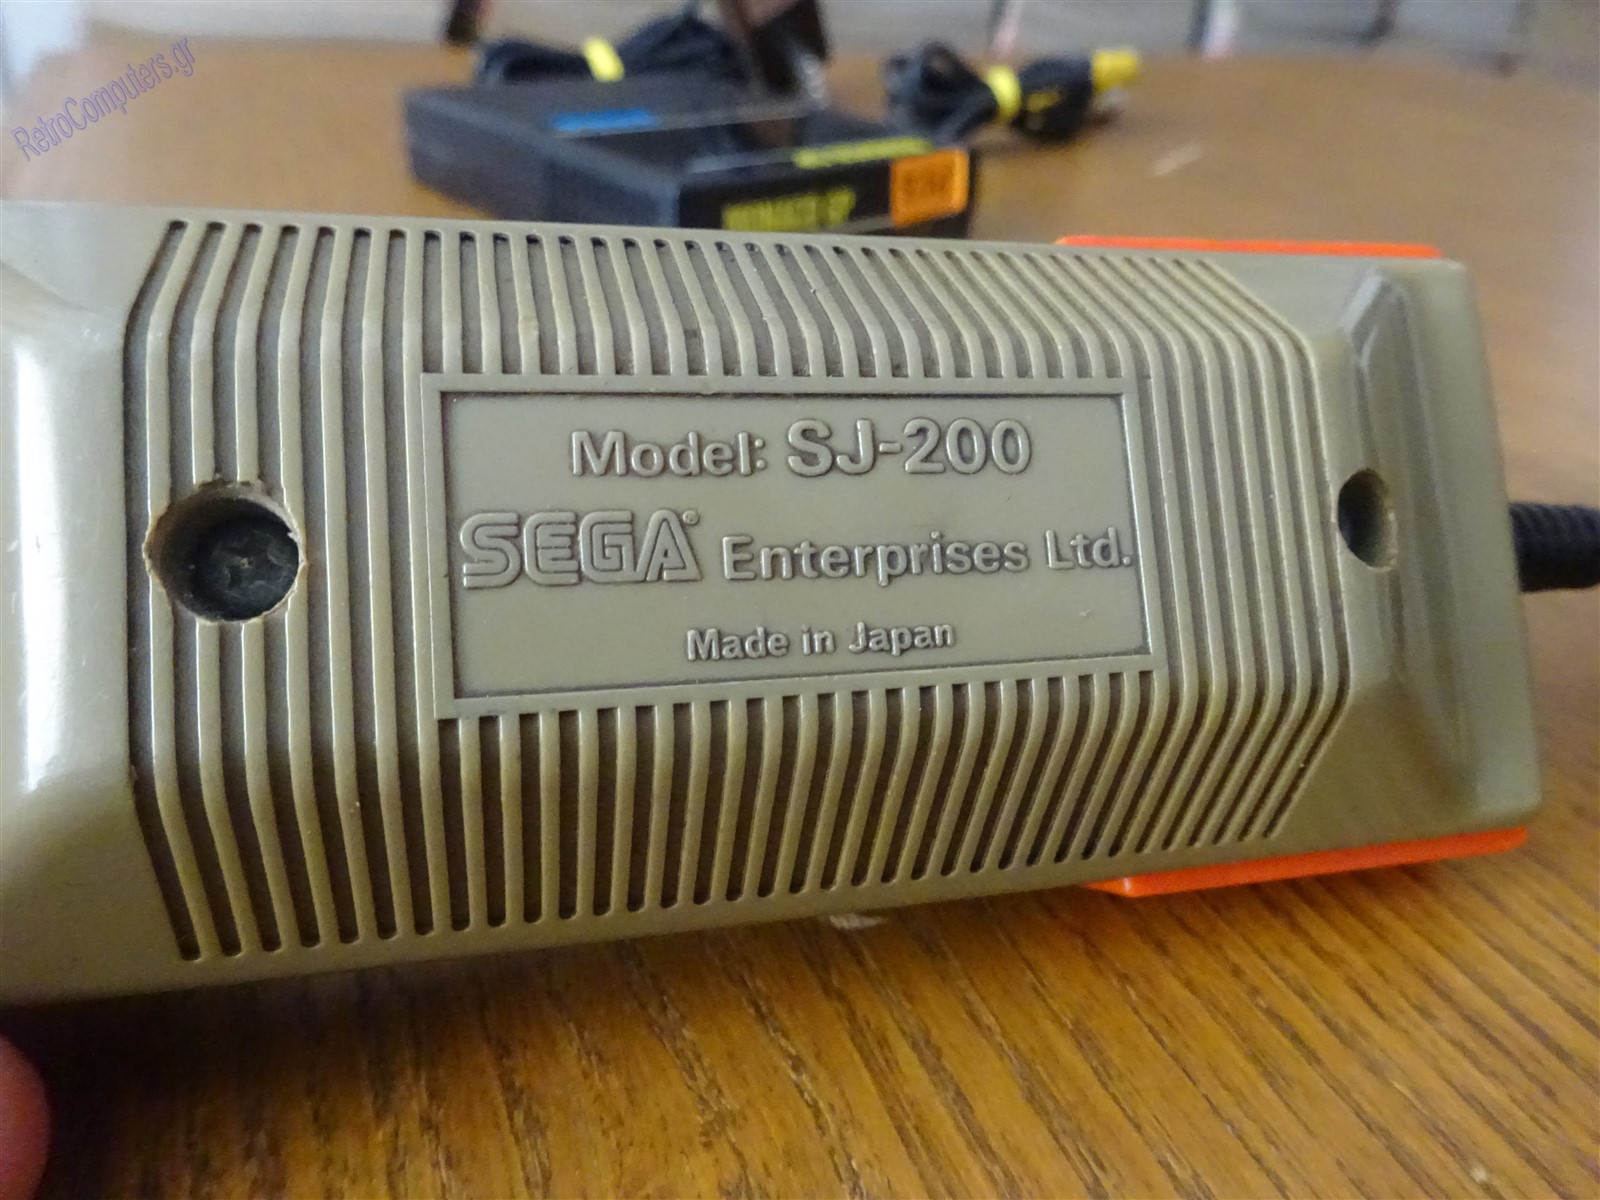 RetroComputers.gr
Model: SJ-200
SEGA® Enterprises Ltd.
Made in Japan